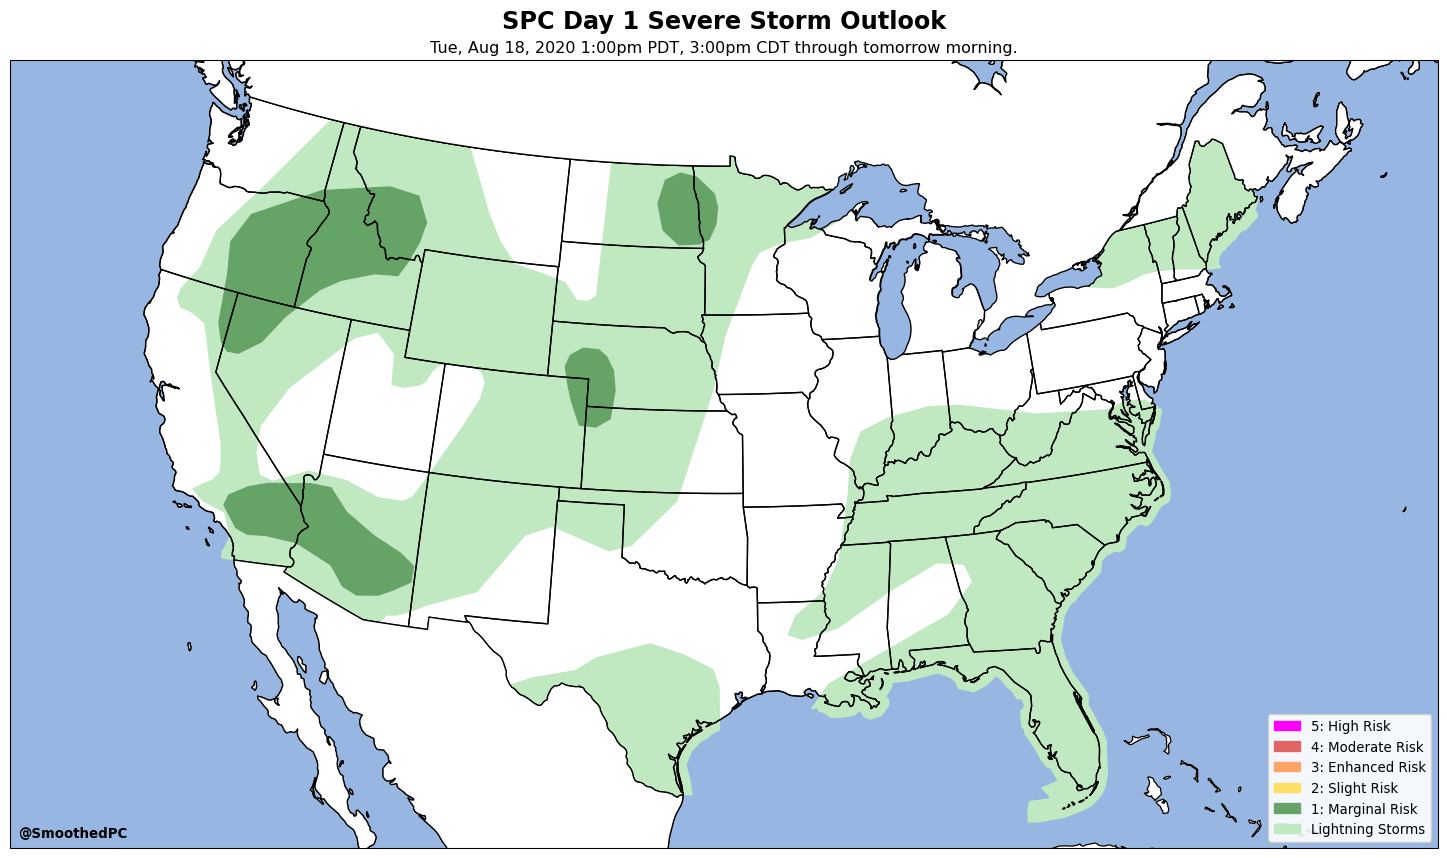 SPC Day 1 Severe Storm Outlook
Tue, Aug 18, 2020 1:00pm PDT, 3:00pm CDT through tomorrow morning.
5: High Risk
4: Moderate Risk
3: Enhanced Risk
2: Slight Risk
1: Marginal Risk
Lightning Storms
@SmoothedPC